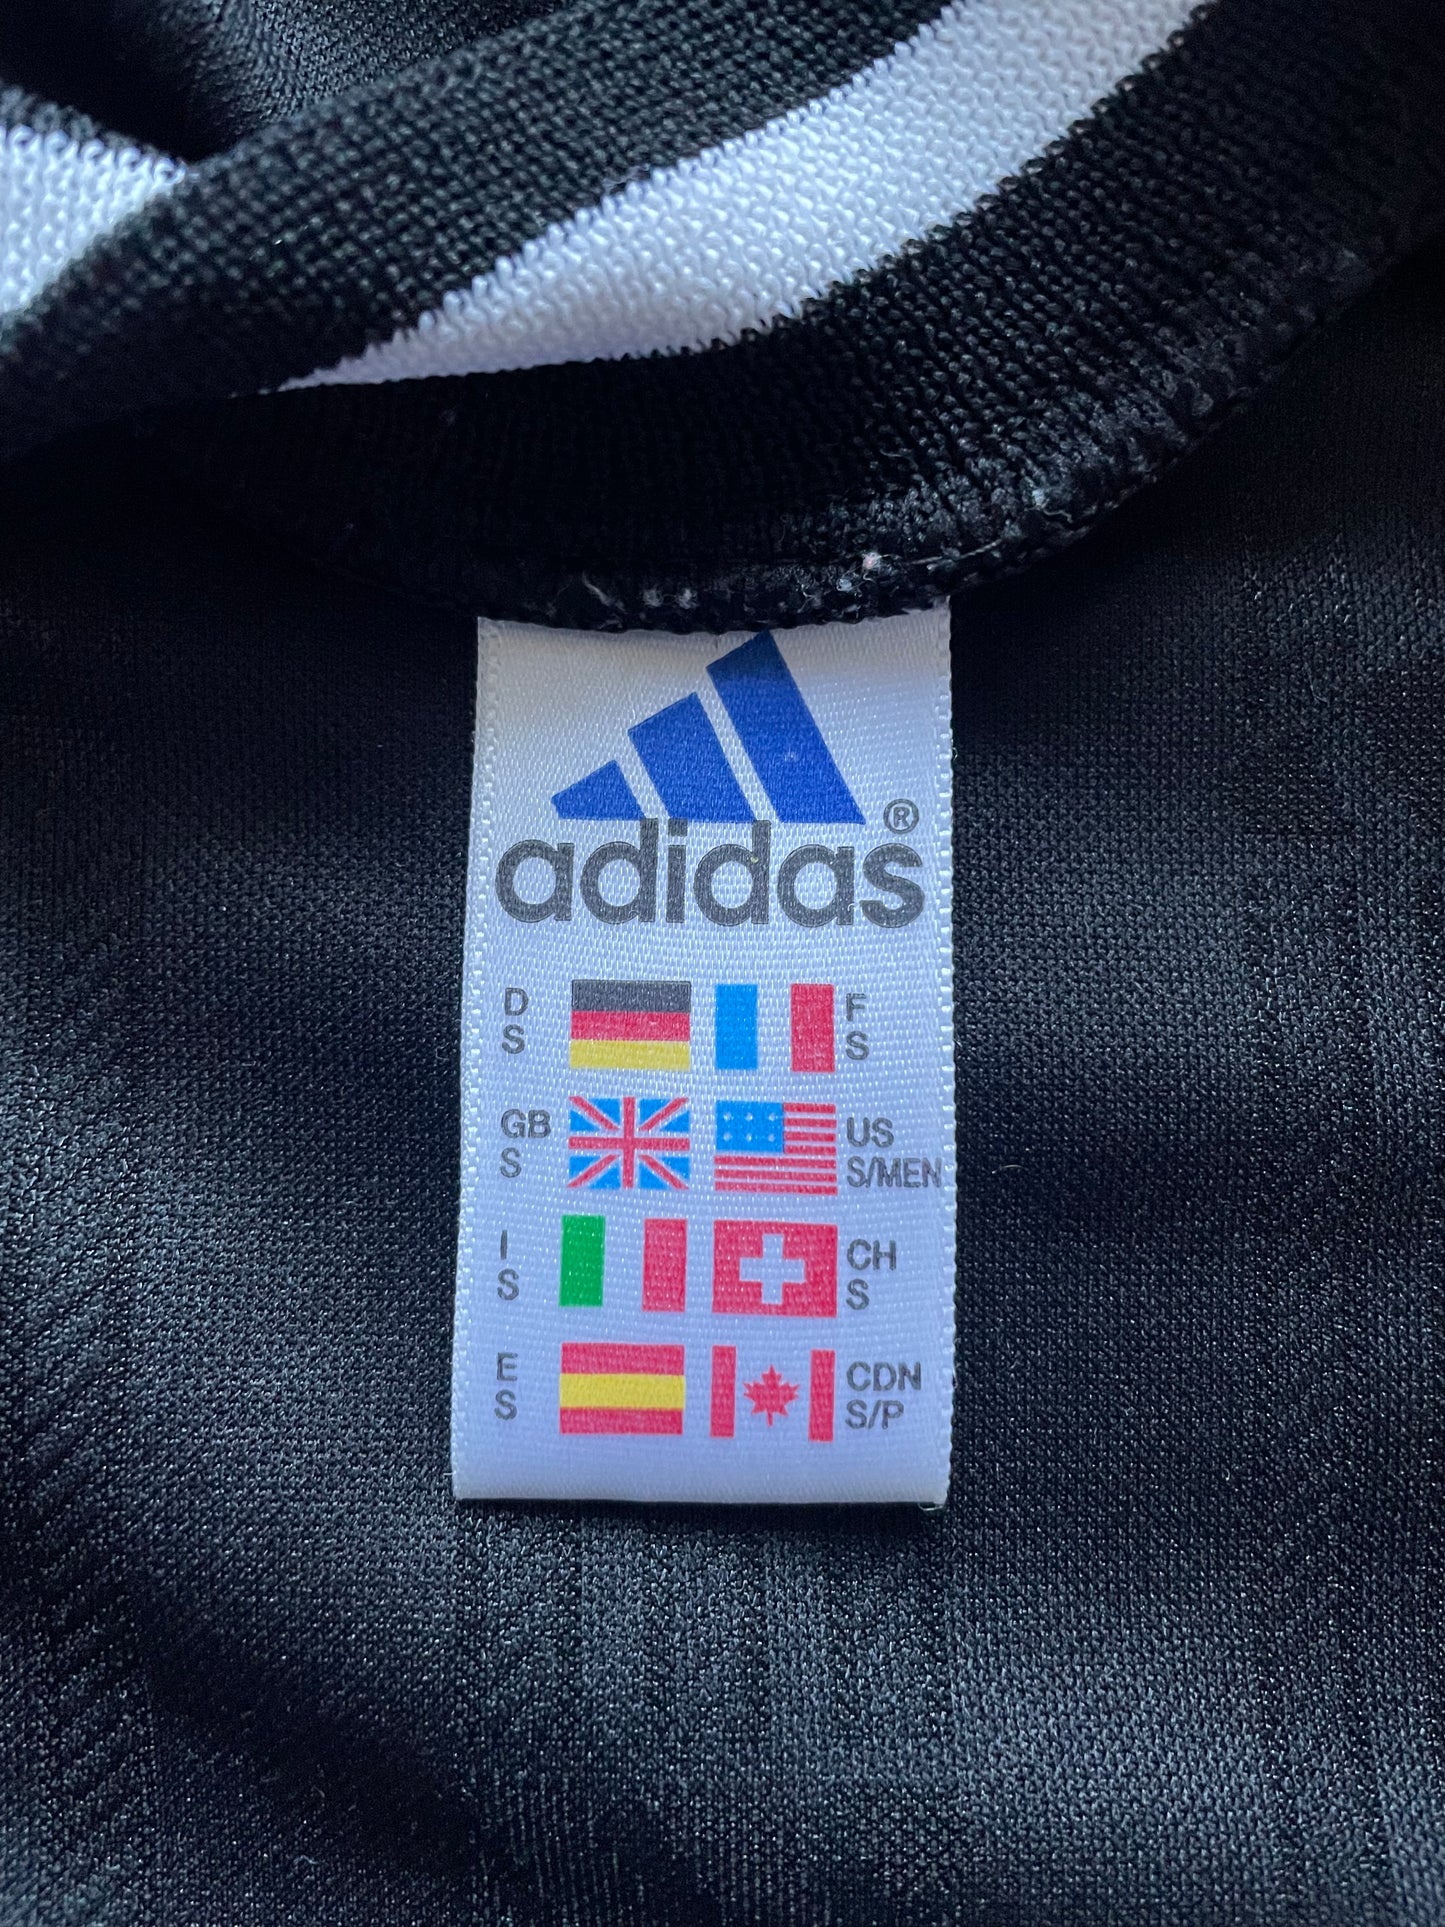 adidas®
D F
S S
GB US
S S/MEN
I CH
S S
E CDN
S S/P